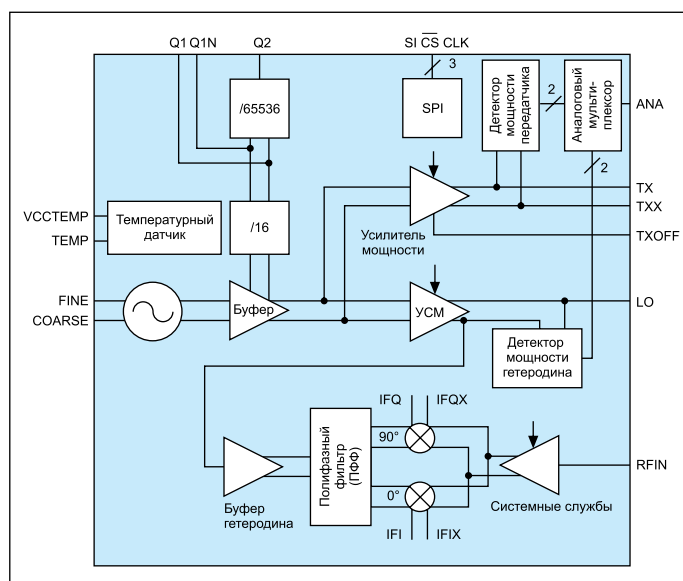 Q1 Q1N Q2 SI CS CLK
3
/65536
SPI
Детектор
мощности
передатчика
2
Аналоговый
мульти-
плексор
ANA
2
VCCTEMP
TEMP
Температурный
датчик
/16
Усилитель
мощности
TX
TXX
TXOFF
FINE
COARSE
Буфер
УСМ
LO
Детектор
мощности
гетеродина
IFQ IFQX
90°
Полифазный
фильтр
(ПФФ)
0°
IFI IFIX
Буфер
гетеродина
Системные службы
RFIN